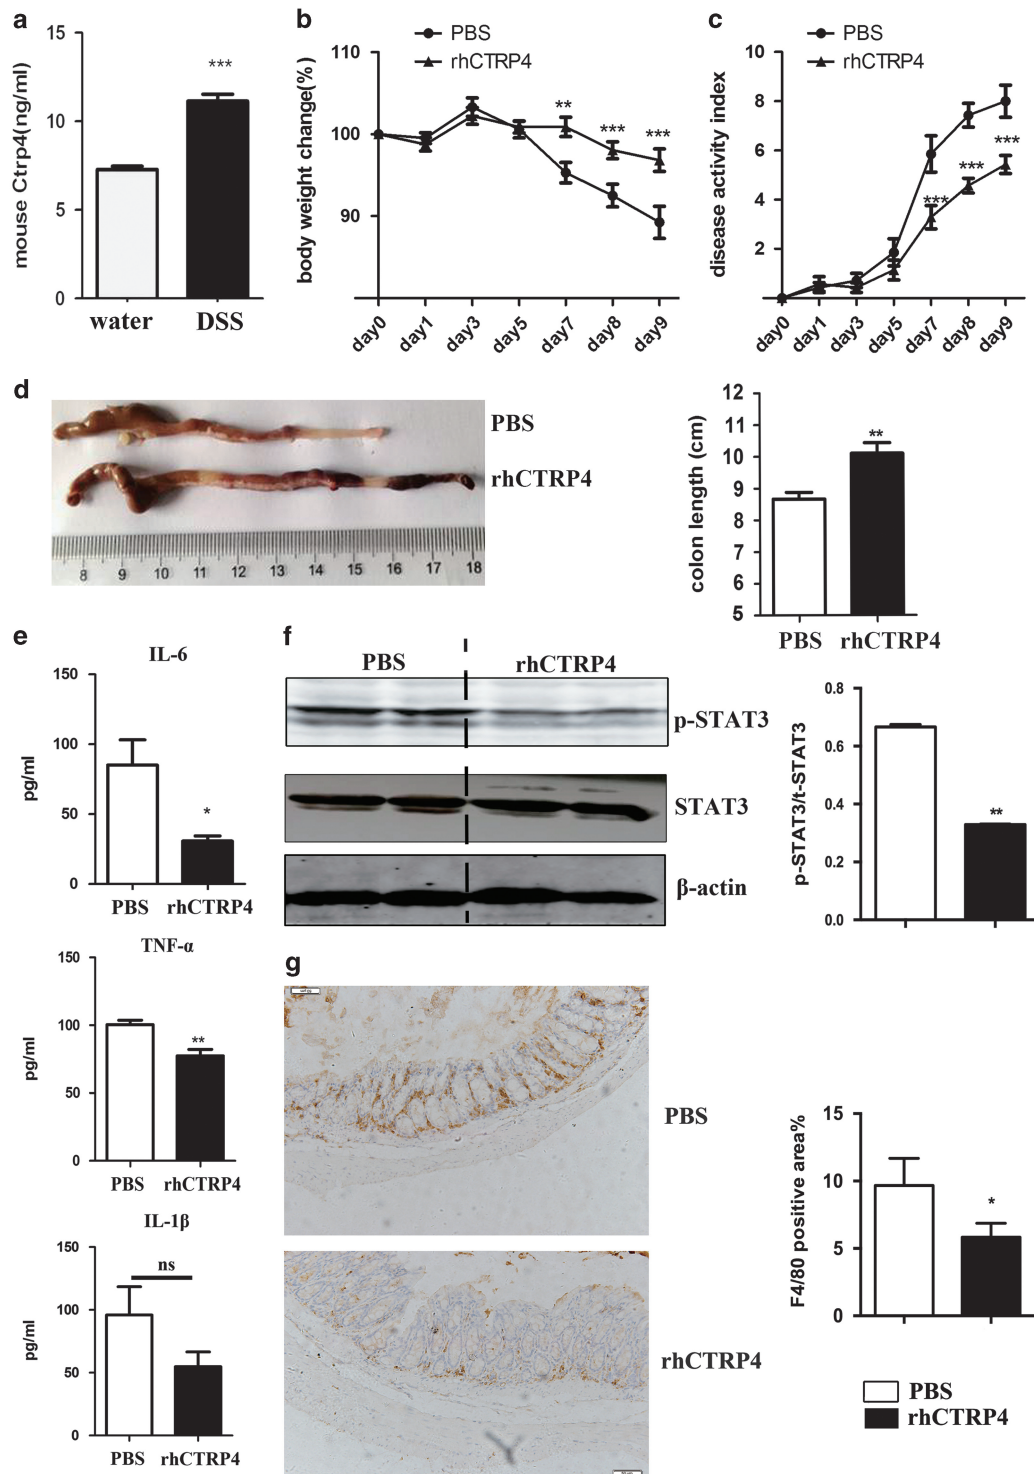 a
mouse Ctrp4(ng/ml)
15
10
5
0
***
water DSS
b
body weight change(%)
PBS
rhCTRP4
110
100
90
** *** ***
day0 day1 day3 day5 day7 day8 day9
c
disease activity index
PBS
rhCTRP4
10
8
6
4
2
*** *** ***
day0 day1 day3 day5 day7 day8 day9
d
PBS
rhCTRP4
8 9 10 11 12 13 14 15 16 17 18
colon length (cm)
12
11
10
9
8
7
6
5
**
PBS rhCTRP4
e
IL-6
pg/ml
150
100
50
0
*
PBS rhCTRP4
TNF-α
pg/ml
150
100
50
0
**
PBS rhCTRP4
IL-1β
pg/ml
150
100
50
0
ns
PBS rhCTRP4
f
PBS rhCTRP4
p-STAT3
STAT3
β-actin
p-STAT3/t-STAT3
0.8
0.6
0.4
0.2
0.0
**
g
PBS
rhCTRP4
F4/80 positive area%
15
10
5
0
*
PBS
rhCTRP4